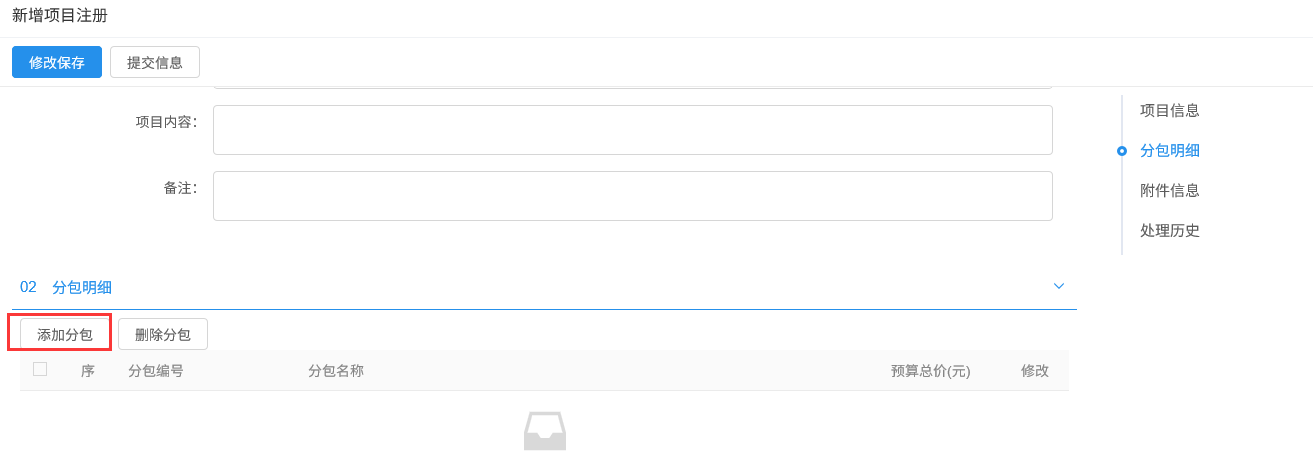 新增项目注册
修改保存 提交信息
项目内容：
备注：
项目信息
分包明细
附件信息
处理历史
02 分包明细
添加分包 删除分包
序 分包编号 分包名称 预算总价(元) 修改